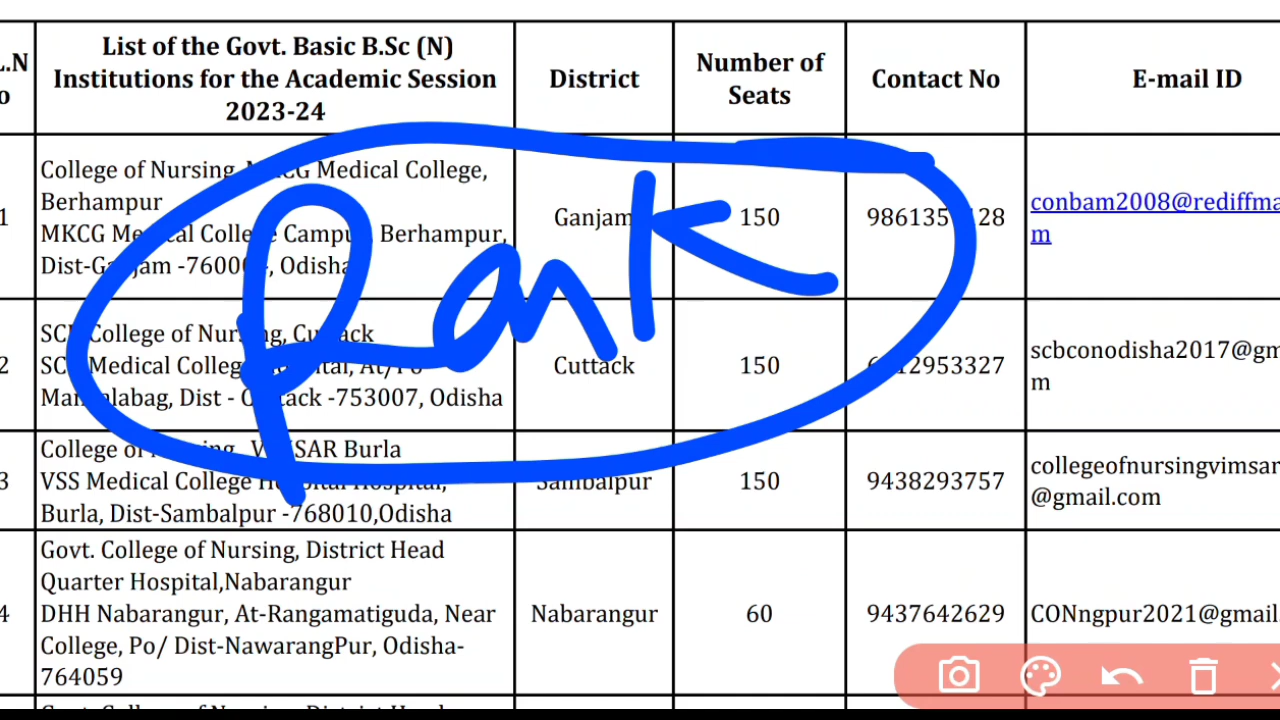 List of the Govt. Basic B.Sc (N)
Institutions for the Academic Session
2023-24
District
Number of
Seats
Contact No
E-mail ID
1
College of Nursing, Medical College,
Berhampur
MKCG Medical College Campus, Berhampur,
Dist-Ganjam Odisha
Ganjam
150
conbam2008@rediffma
m
2
College of Nursing, Cuttack
Medical College Hospital, At/Po
Mangalabag, Dist - Cuttack -753007, Odisha
Cuttack
150
scbconodisha2017@gm
m
3
College of Nursing, VIMSAR Burla
VSS Medical College Hospital Hospital,
Burla, Dist-Sambalpur -768010,Odisha
Sambalpur
150
9438293757
collegeofnursingvimsar
@gmail.com
4
Govt. College of Nursing, District Head
Quarter Hospital,Nabarangur
DHH Nabarangur, At-Rangamatiguda, Near
College, Po/ Dist-NawarangPur, Odisha-
764059
Nabarangur
60
9437642629
CONngpur2021@gmail.
Rank